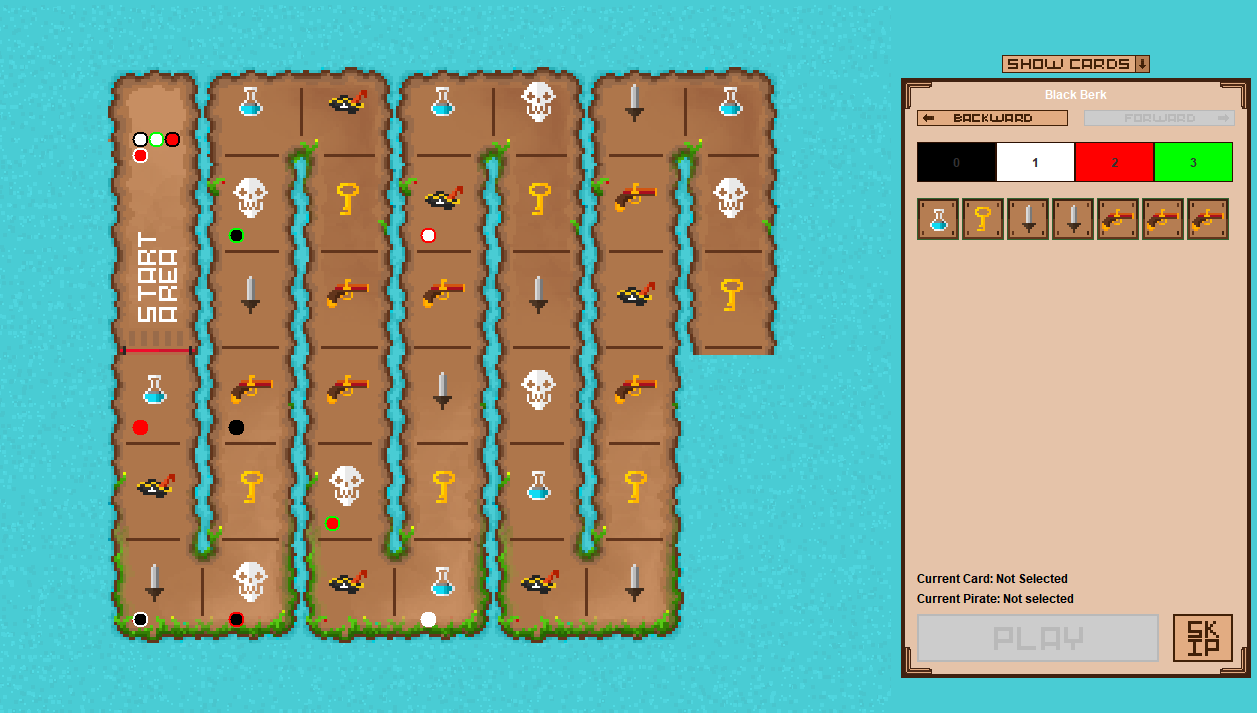 SHOW CARDS
Black Berk
BACKWARD
FORWARD
0
1
2
3
START
AREA
Current Card: Not Selected
Current Pirate: Not selected
PLAY
SK
IP